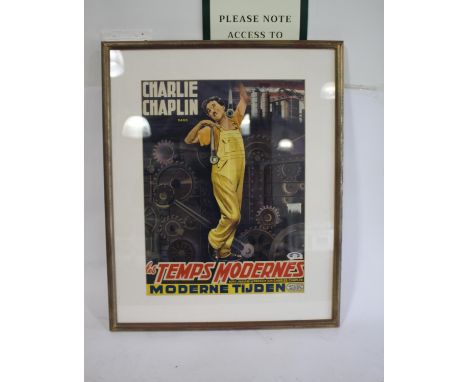 PLEASE NOTE
ACCESS TO
CHARLIE
CHAPLIN
DANS
les TEMPS MODERNES
MODERNE TIJDEN